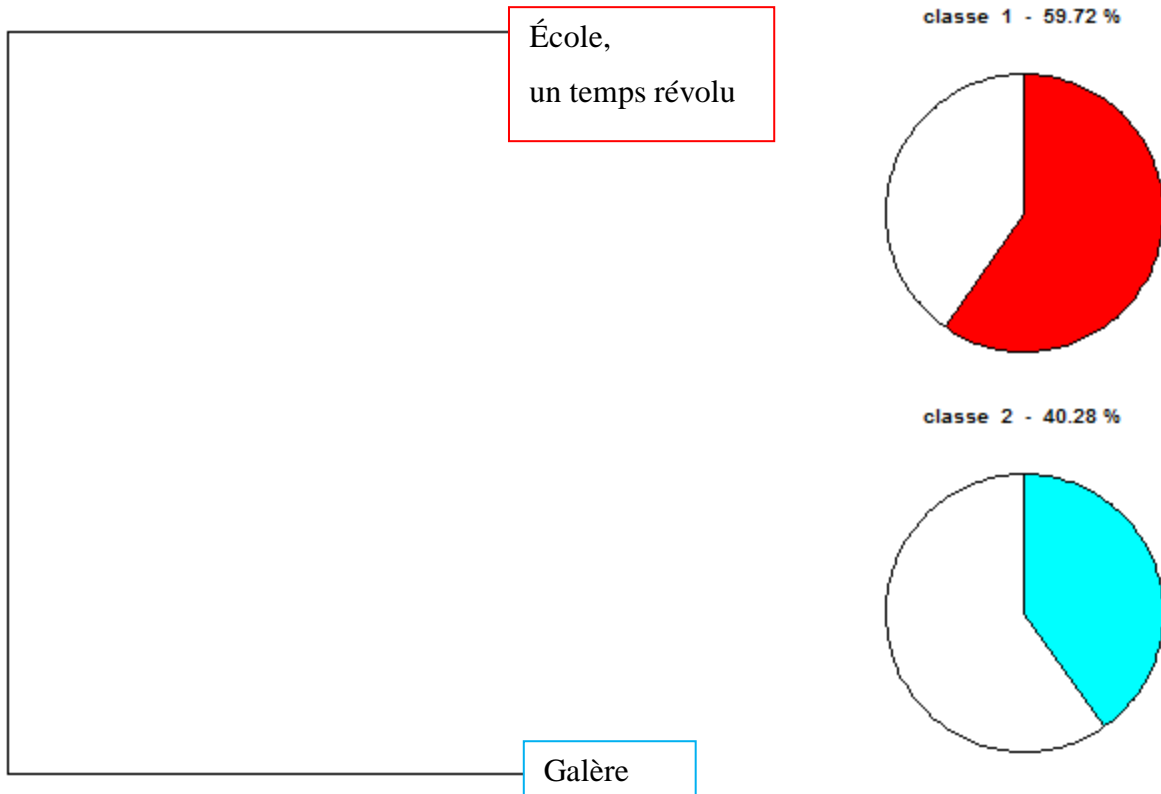 École,
un temps révolu
classe 1 - 59.72 %
classe 2 - 40.28 %
Galère